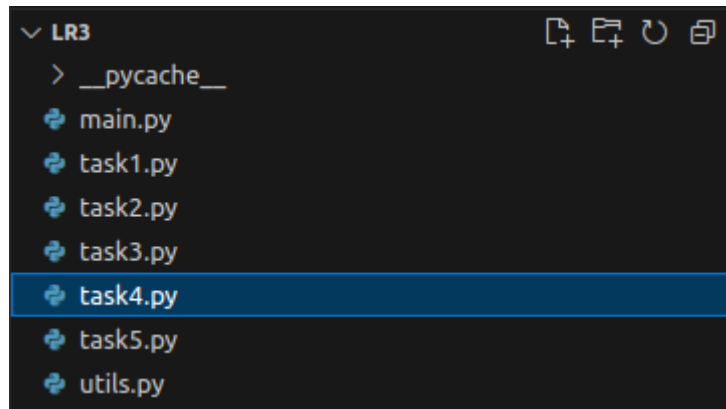 LR3
__pycache__
main.py
task1.py
task2.py
task3.py
task4.py
task5.py
utils.py